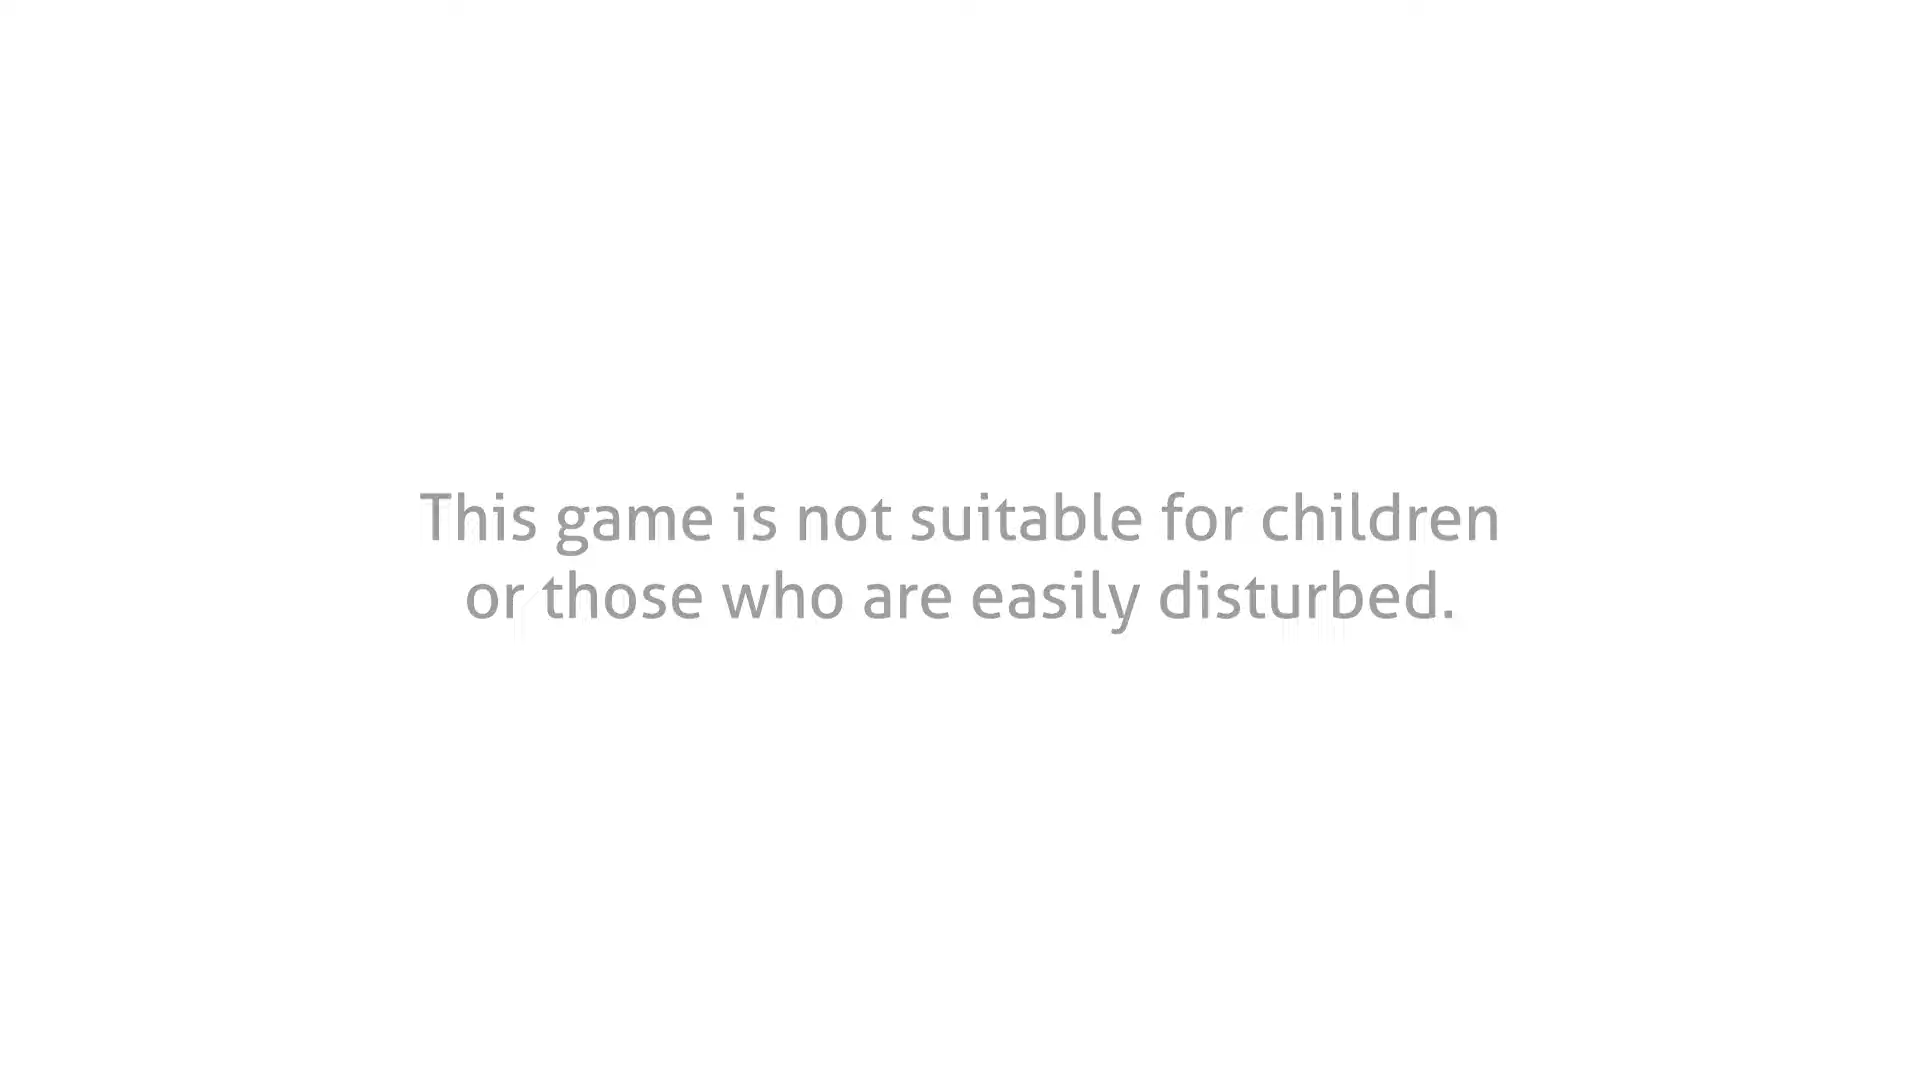 This game is not suitable for children
or those who are easily disturbed.